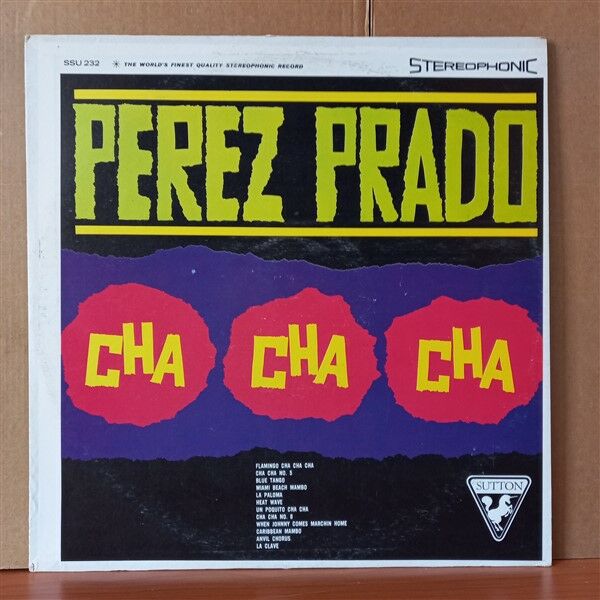 SSU 232 * THE WORLD'S FINEST QUALITY STEREOPHONIC RECORD STEREOPHONIC
PEREZ PRADO
CHA CHA CHA
FLAMINGO CHA CHA CHA
CHA CHA NO. 5
BLUE TANGO
MIAMI BEACH MAMBO
LA PALOMA
HEAT WAVE
UN POQUITO CHA CHA
CHA CHA NO. 8
WHEN JOHNNY COMES MARCHIN HOME
CARIBBEAN MAMBO
ANVIL CHORUS
LA CLAVE
SUTTON